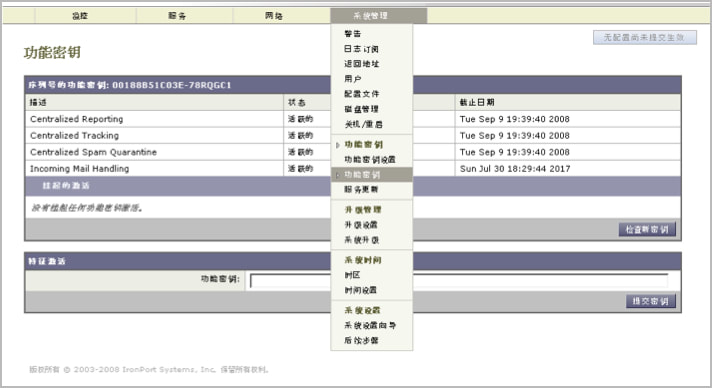 监控 服务 网络 系统管理
无配置尚未提交生效
功能密钥
序列号的功能密钥: 00188B51C03E-78RQGC1
描述 状态 截止日期
Centralized Reporting 活跃的 Tue Sep 9 19:39:40 2008
Centralized Tracking 活跃的 Tue Sep 9 19:39:40 2008
Centralized Spam Quarantine 活跃的 Tue Sep 9 19:39:40 2008
Incoming Mail Handling 活跃的 Sun Jul 30 18:29:44 2017
挂起的激活
没有挂起任何功能密钥激活。
检查新密钥
特征激活
功能密钥:
提交密钥
警告
日志订阅
返回地址
用户
配置文件
磁盘管理
关机/重启
功能密钥
功能密钥设置
功能密钥
服务更新
升级管理
升级设置
系统升级
系统时间
时区
时间设置
系统设置
系统设置向导
后续步骤
版权所有 © 2003-2008 IronPort Systems, Inc. 保留所有权利。